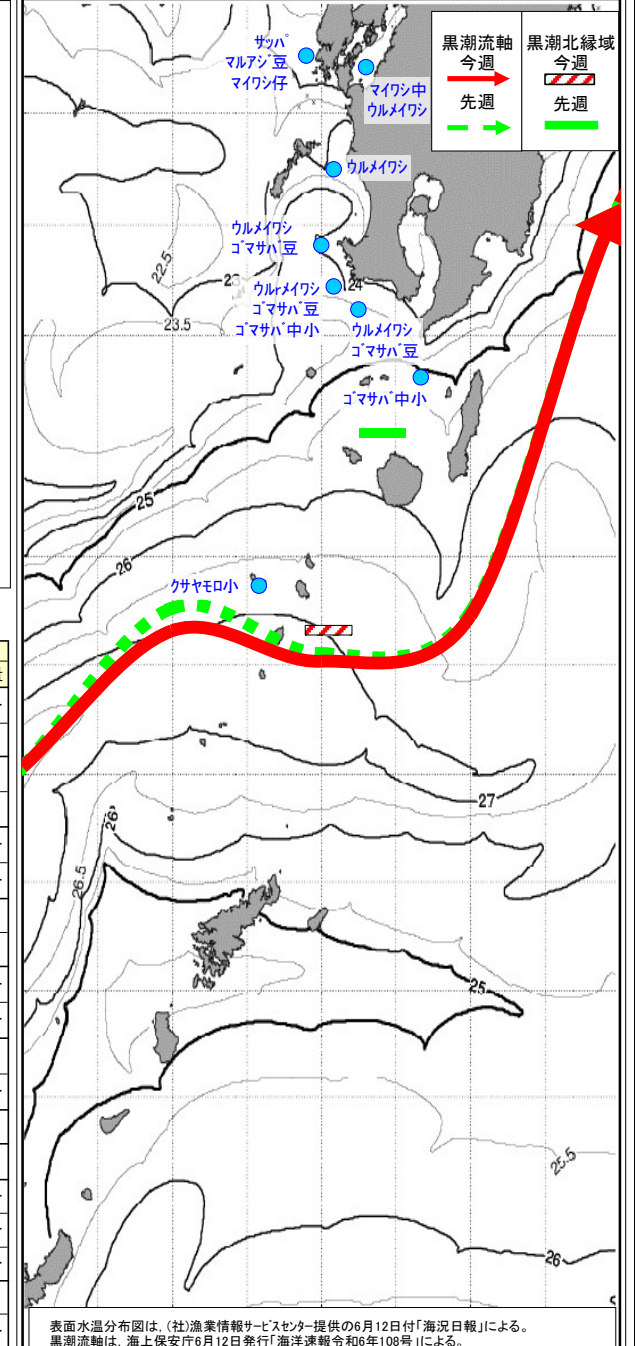 黒潮流軸
今週
先週
黒潮北縁域
今週
先週
サッパ
マルアジ豆
マイワシ仔
マイワシ中
ウルメイワシ
ウルメイワシ
ウルメイワシ
ゴマサバ豆
22.5
23
ウルrメイワシ
ゴマサバ豆
ゴマサバ中小
24
23.5
ウルメイワシ
ゴマサバ豆
ゴマサバ中小
25
26
クサヤモロ小
27
26
26.5
25
25.5
26
表面水温分布図は、(社)漁業情報サービスセンター提供の6月12日付「海況日報」による。
黒潮流軸は、海上保安庁6月12日発行「海洋速報令和6年108号」による。